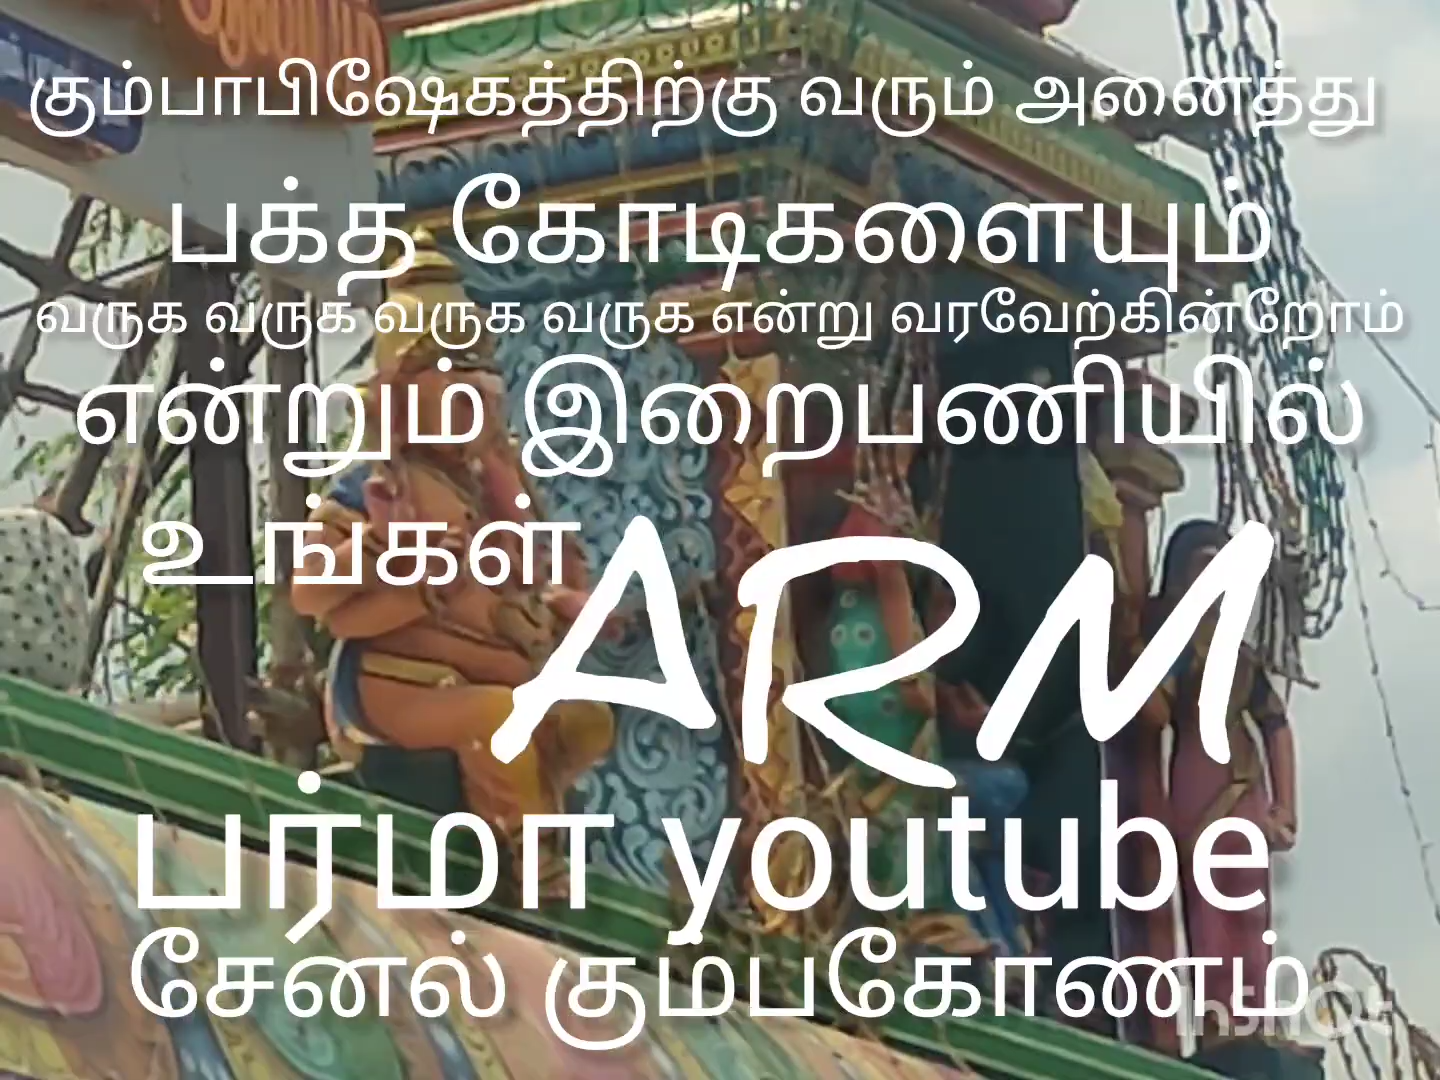 கும்பாபிஷேகத்திற்கு வரும் அனைத்து
பக்த கோடிகளையும்
வருக வருக வருக வருக என்று வரவேற்கின்றோம்
என்றும் இறைபணியில்
உங்கள் ARM
பர்மா youtube
சேனல் கும்பகோணம்
InShOt